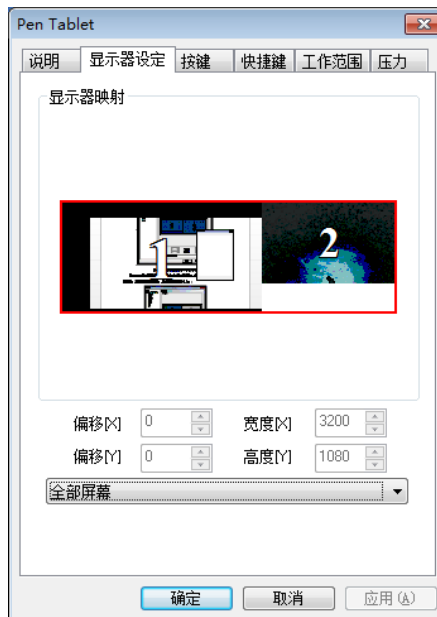 Pen Tablet
说明 显示器设定 按键 快捷鍵 工作范围 压力
显示器映射
1 2
偏移[X] 0 宽度[X] 3200
偏移[Y] 0 高度[Y] 1080
全部屏幕
确定 取消 应用(A)